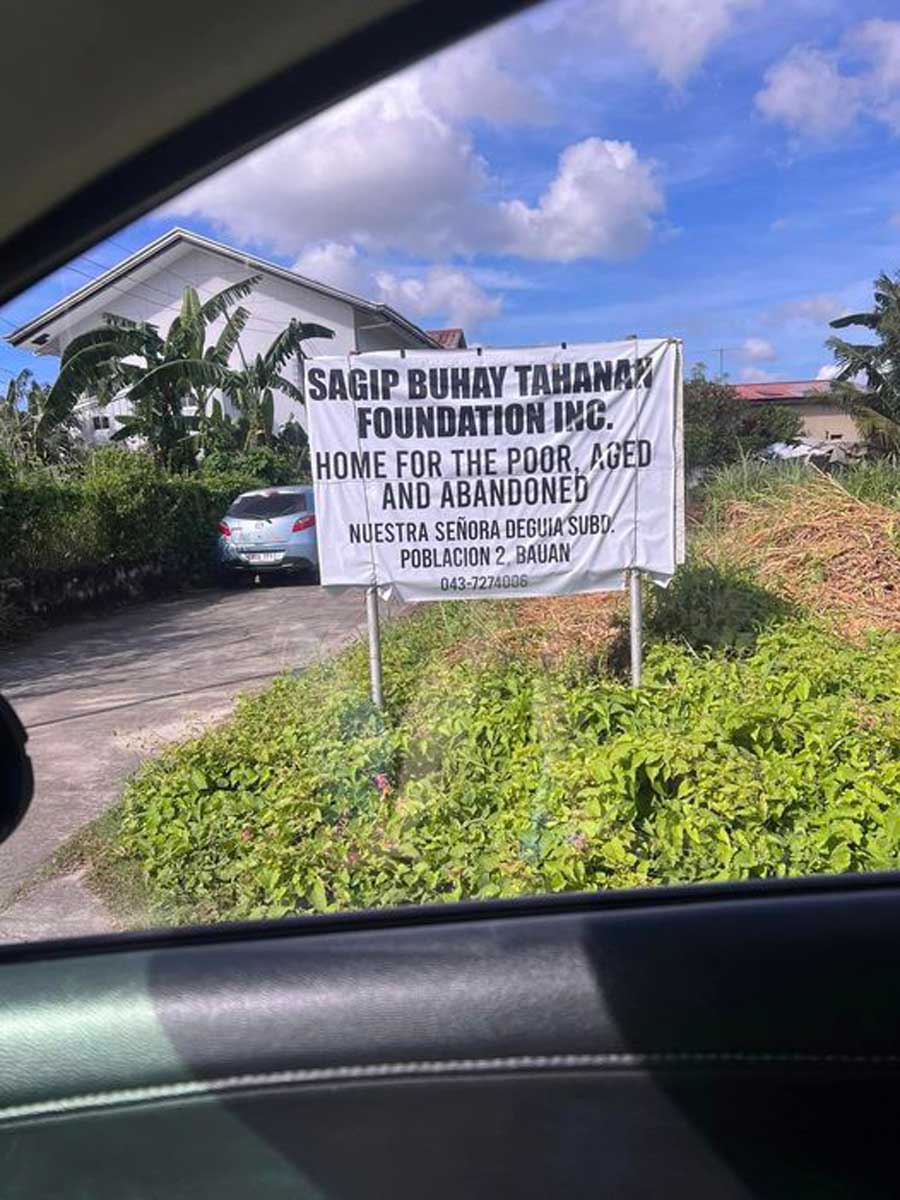 SAGIP BUHAY TAHANAN
FOUNDATION INC.
HOME FOR THE POOR, AGED
AND ABANDONED
NUESTRA SEÑORA DEGUIA SUBD.
POBLACION 2, BAUAN
043-7274006